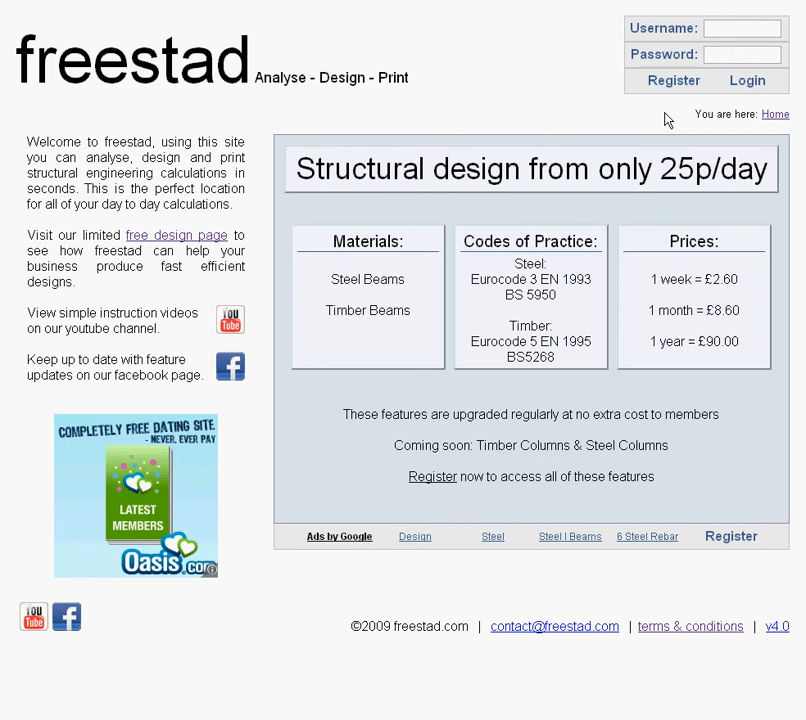 freestad Analyse - Design - Print
Username:
Password:
Register Login
You are here: Home
Welcome to freestad, using this site
you can analyse, design and print
structural engineering calculations in
seconds. This is the perfect location
for all of your day to day calculations.
Visit our limited free design page to
see how freestad can help your
business produce fast efficient
designs.
View simple instruction videos
on our youtube channel.
You Tube
Keep up to date with feature
updates on our facebook page.
f
COMPLETELY FREE DATING SITE
- NEVER, EVER PAY
LATEST
MEMBERS
Oasis.com
Structural design from only 25p/day
Materials:
Steel Beams
Timber Beams
Codes of Practice:
Steel:
Eurocode 3 EN 1993
BS 5950
Timber:
Eurocode 5 EN 1995
BS5268
Prices:
1 week = £2.60
1 month = £8.60
1 year = £90.00
These features are upgraded regularly at no extra cost to members
Coming soon: Timber Columns & Steel Columns
Register now to access all of these features
Ads by Google Design Steel Steel I Beams 6 Steel Rebar Register
You Tube f
©2009 freestad.com | contact@freestad.com | terms & conditions | v4.0